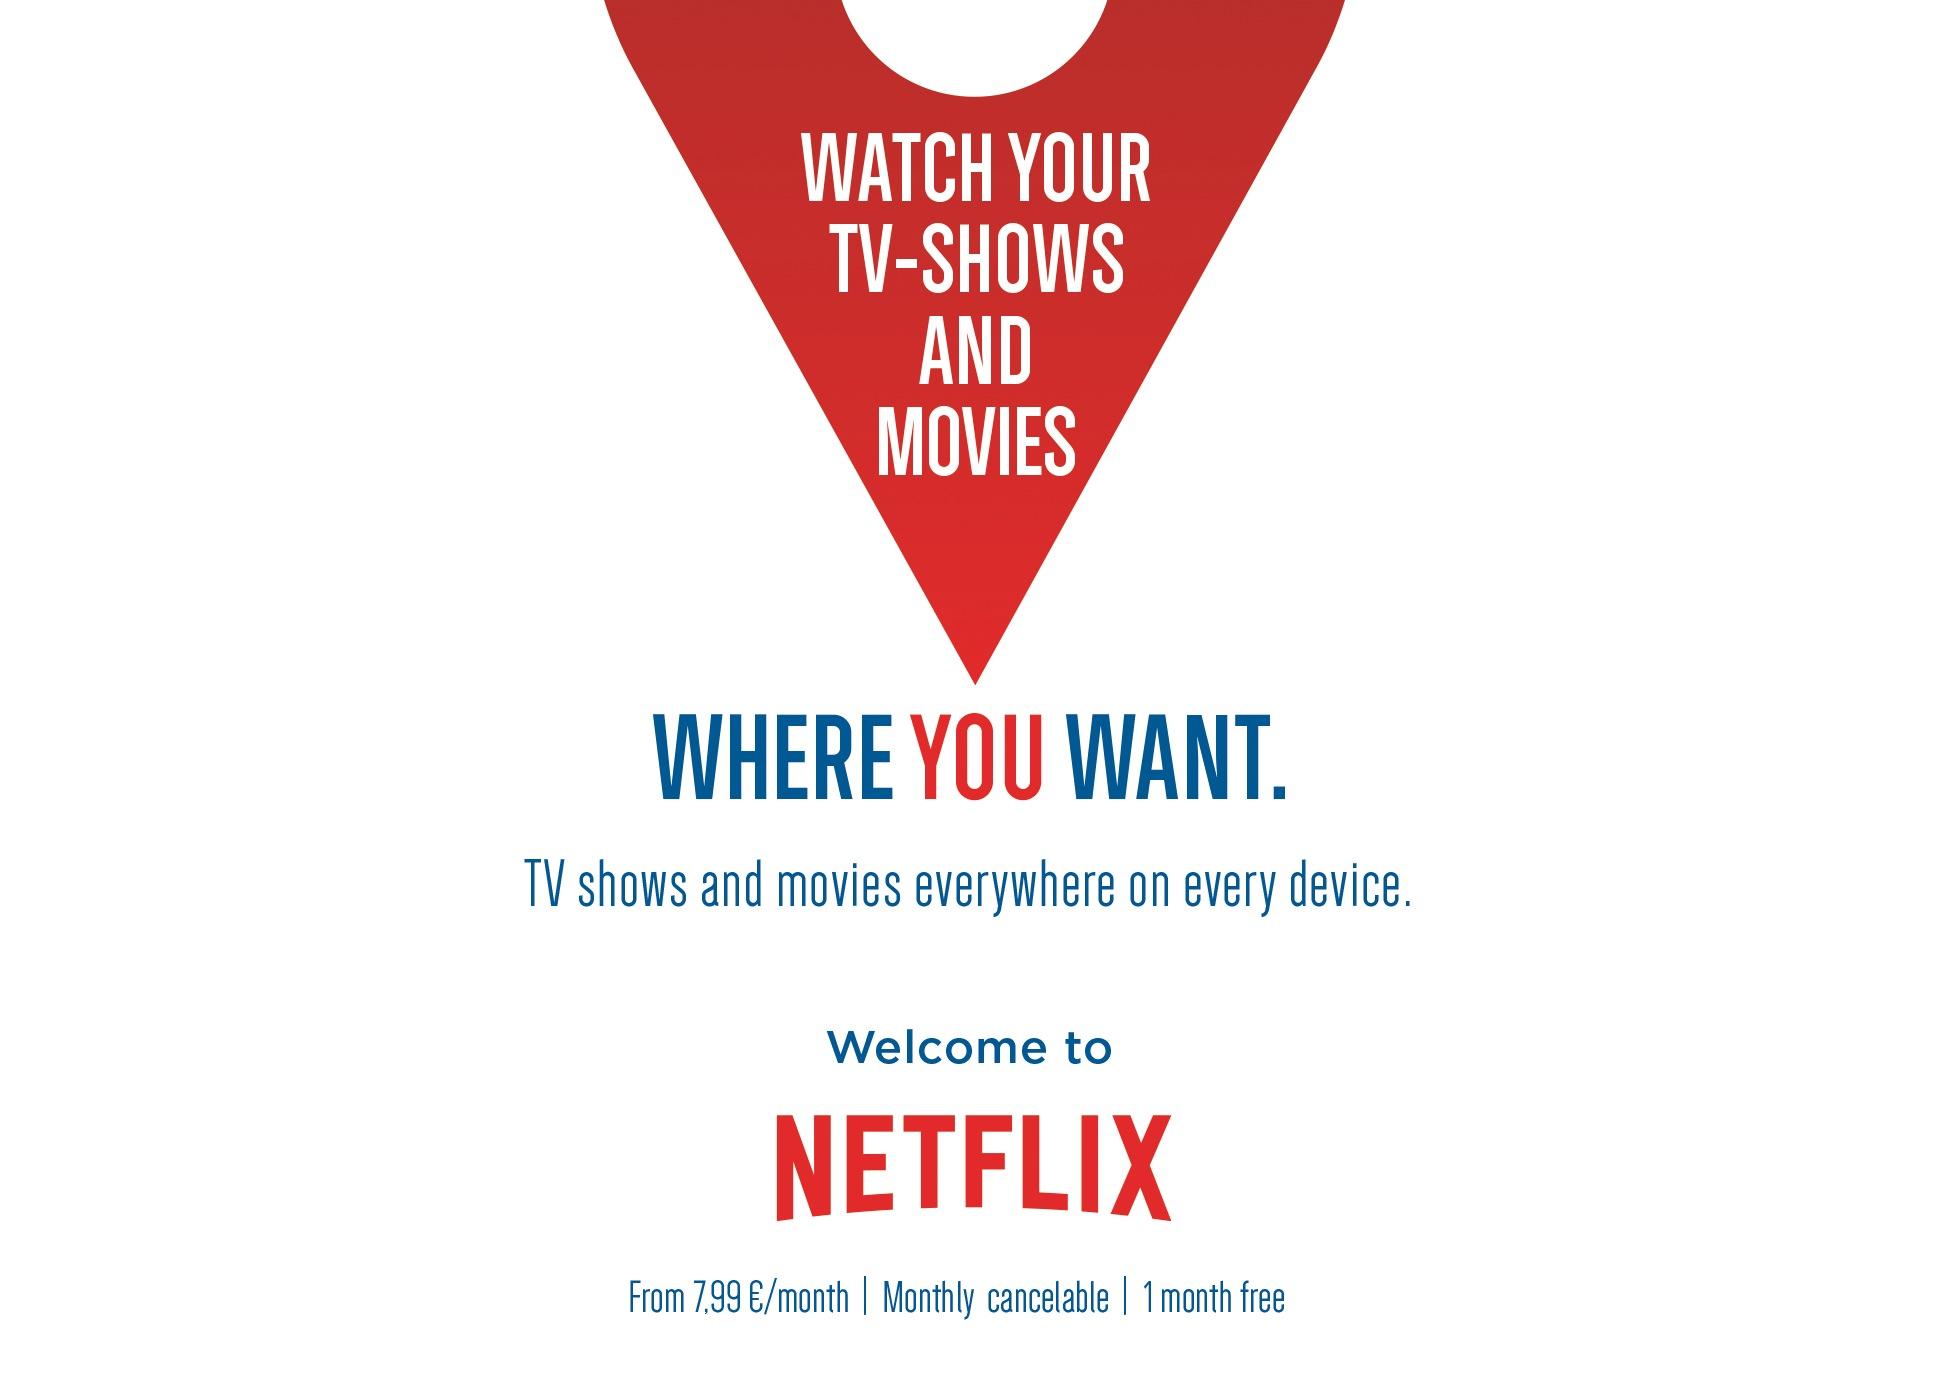 WATCH YOUR
TV-SHOWS
AND
MOVIES
WHERE YOU WANT.
TV shows and movies everywhere on every device.
Welcome to
NETFLIX
From 7,99 €/month | Monthly cancelable | 1 month free